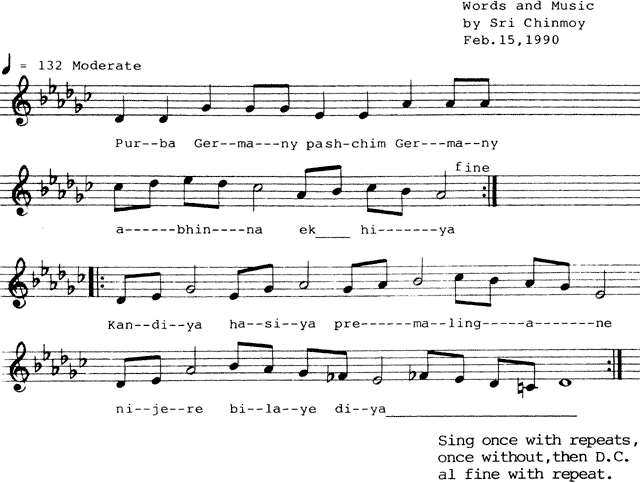 Words and Music
by Sri Chinmoy
Feb.15,1990
= 132 Moderate
Pur--ba Ger--ma---ny pash-chim Ger---ma--ny
fine
a------bhin----na ek____ hi-------ya
Kan--di--ya ha--si--ya pre------ma--ling-----a-------ne
ni--je--re bi--la--ye di--ya____________________
Sing once with repeats,
once without,then D.C.
al fine with repeat.